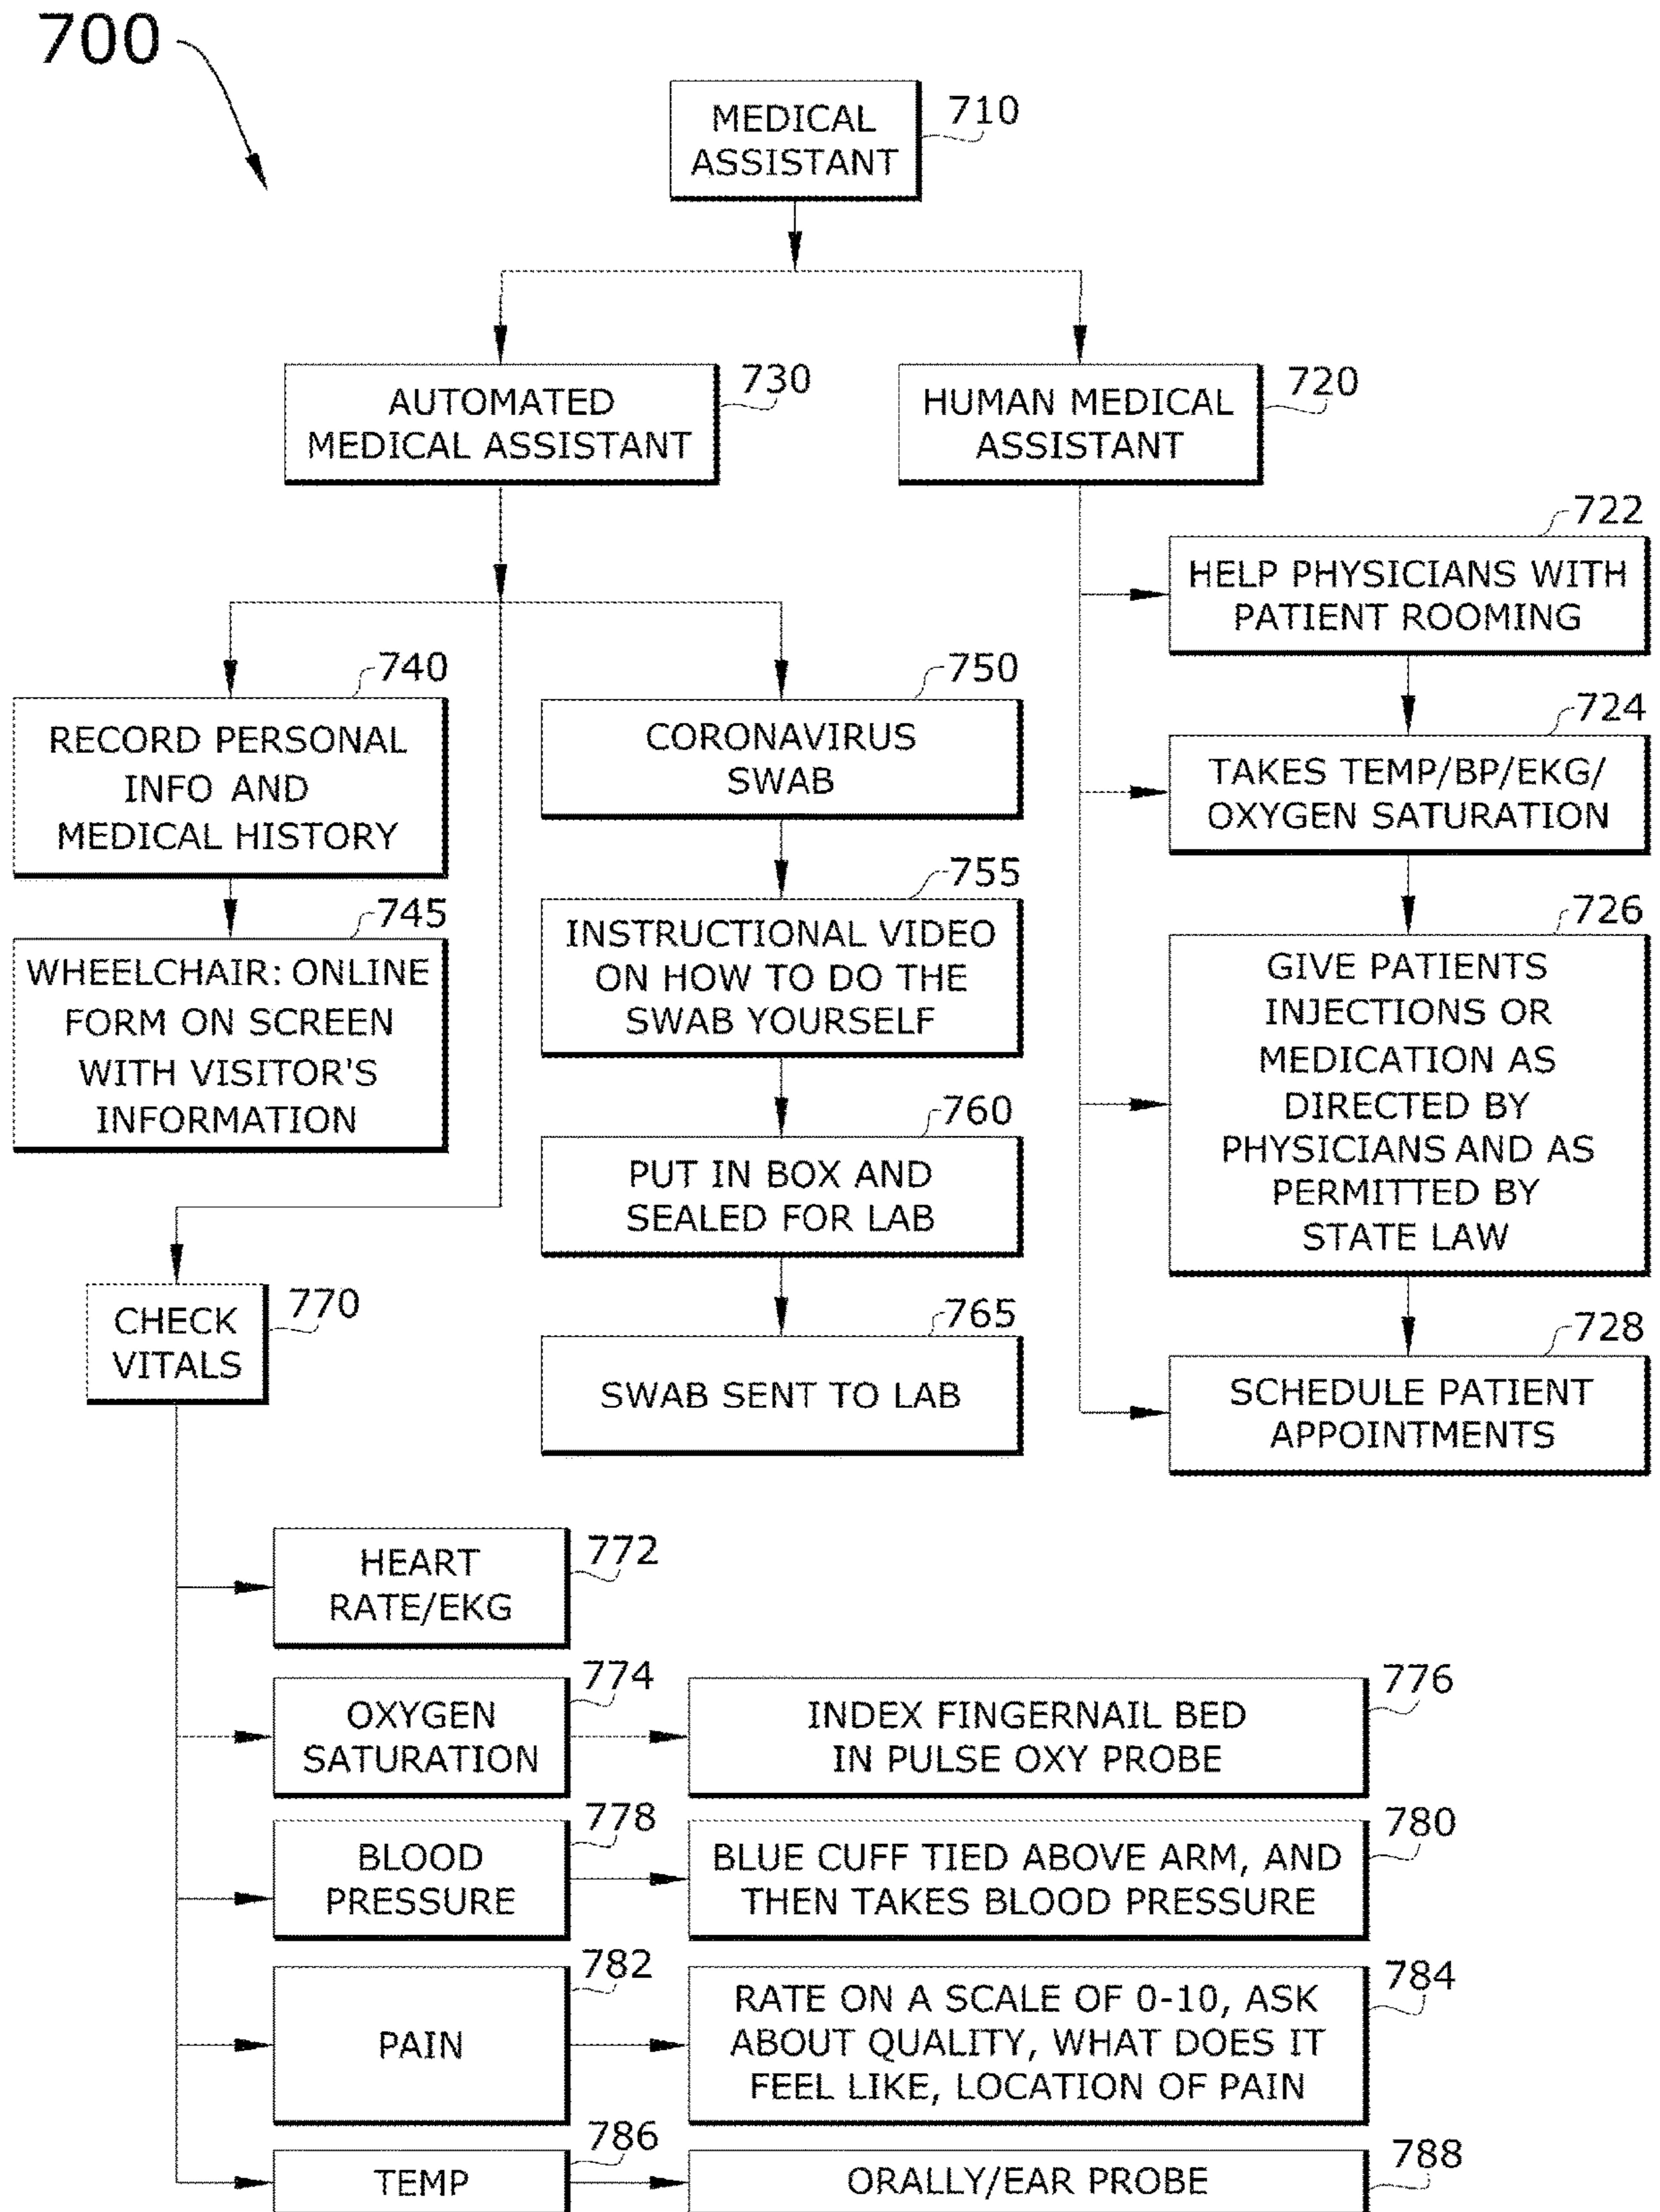 700
MEDICAL
ASSISTANT
710
AUTOMATED
MEDICAL ASSISTANT
730
HUMAN MEDICAL
ASSISTANT
720
722
HELP PHYSICIANS WITH
PATIENT ROOMING
740
RECORD PERSONAL
INFO AND
MEDICAL HISTORY
750
CORONAVIRUS
SWAB
724
TAKES TEMP/BP/EKG/
OXYGEN SATURATION
745
WHEELCHAIR: ONLINE
FORM ON SCREEN
WITH VISITOR'S
INFORMATION
755
INSTRUCTIONAL VIDEO
ON HOW TO DO THE
SWAB YOURSELF
726
GIVE PATIENTS
INJECTIONS OR
MEDICATION AS
DIRECTED BY
PHYSICIANS AND AS
PERMITTED BY
STATE LAW
760
PUT IN BOX AND
SEALED FOR LAB
770
CHECK
VITALS
765
SWAB SENT TO LAB
728
SCHEDULE PATIENT
APPOINTMENTS
772
HEART
RATE/EKG
774
OXYGEN
SATURATION
776
INDEX FINGERNAIL BED
IN PULSE OXY PROBE
778
BLOOD
PRESSURE
780
BLUE CUFF TIED ABOVE ARM, AND
THEN TAKES BLOOD PRESSURE
782
PAIN
784
RATE ON A SCALE OF 0-10, ASK
ABOUT QUALITY, WHAT DOES IT
FEEL LIKE, LOCATION OF PAIN
786
TEMP
788
ORALLY/EAR PROBE